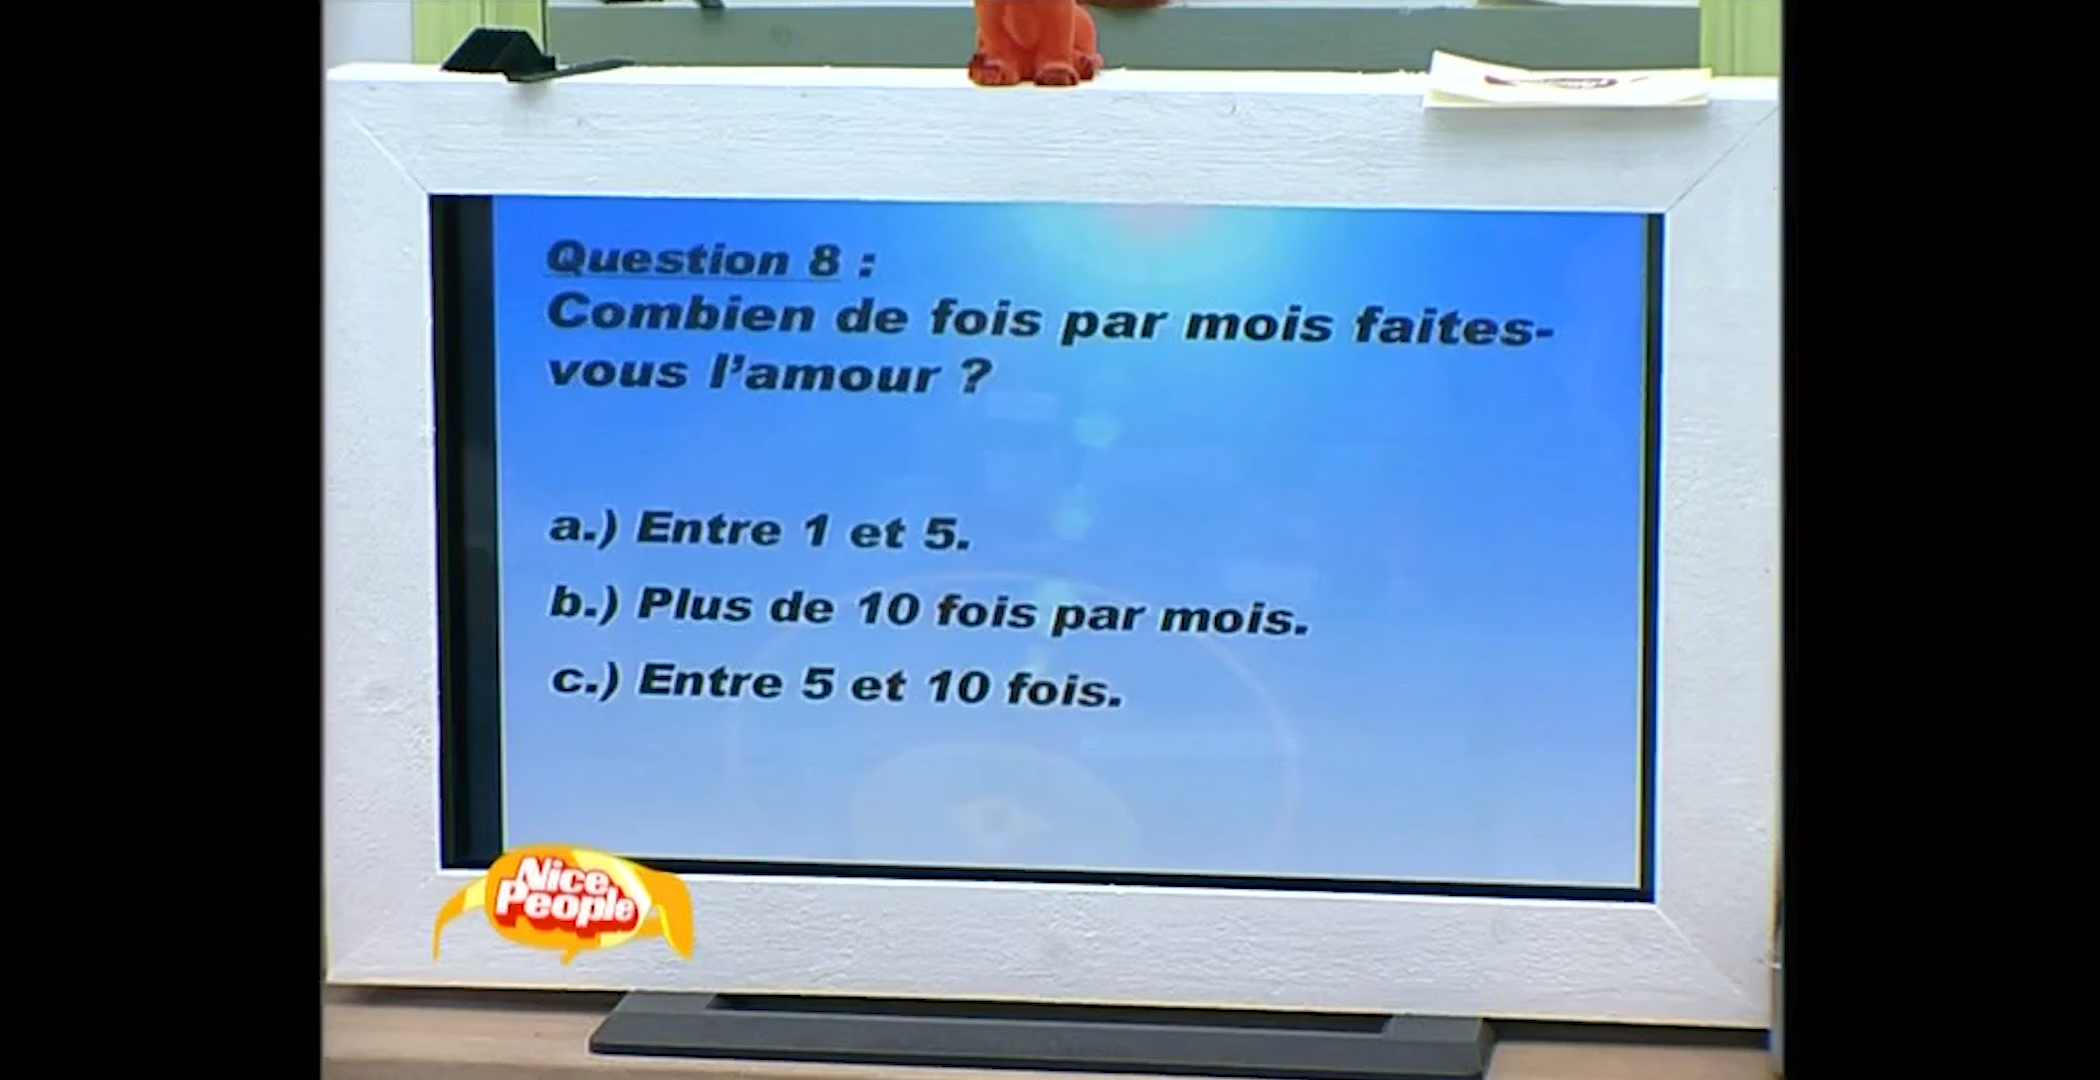 Question 8 :
Combien de fois par mois faites-
vous l'amour ?
a.) Entre 1 et 5.
b.) Plus de 10 fois par mois.
c.) Entre 5 et 10 fois.
Nice
People